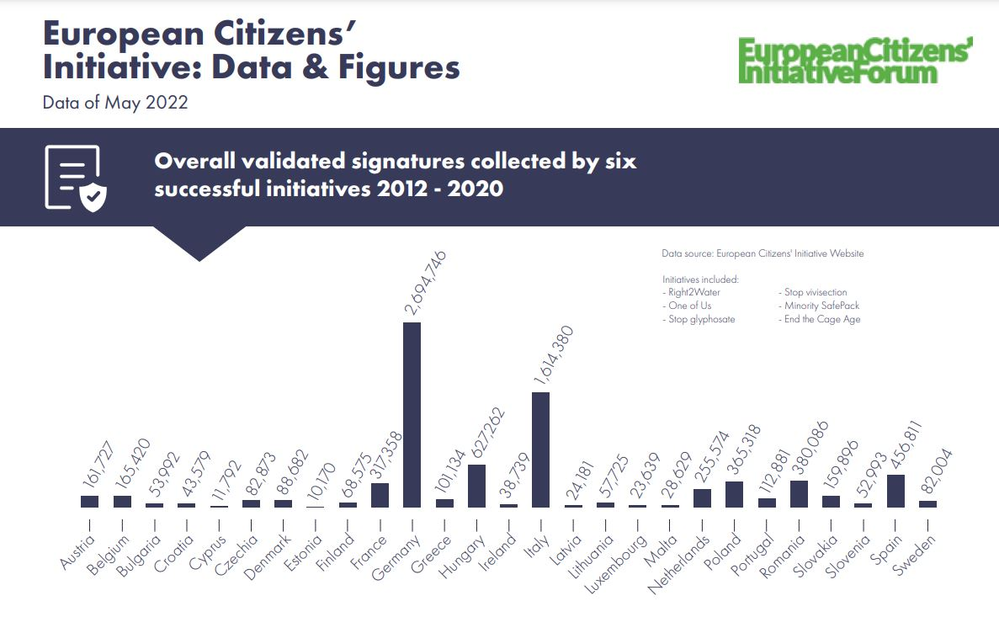 European Citizens’
Initiative: Data & Figures
Data of May 2022
EuropeanCitizens’
InitiativeForum
Overall validated signatures collected by six
successful initiatives 2012 - 2020
Data source: European Citizens' Initiative Website
Initiatives included:
- Right2Water
- One of Us
- Stop glyphosate
- Stop vivisection
- Minority SafePack
- End the Cage Age
161,727
165,420
53,992
43,579
11,792
82,873
88,682
10,170
68,575
317,358
2,694,746
101,134
627,262
38,739
1,614,380
24,181
57,725
23,639
28,629
255,574
365,318
112,881
380,086
159,896
52,993
456,811
82,004
Austria
Belgium
Bulgaria
Croatia
Cyprus
Czechia
Denmark
Estonia
Finland
France
Germany
Greece
Hungary
Ireland
Italy
Latvia
Lithuania
Luxembourg
Malta
Netherlands
Poland
Portugal
Romania
Slovakia
Slovenia
Spain
Sweden